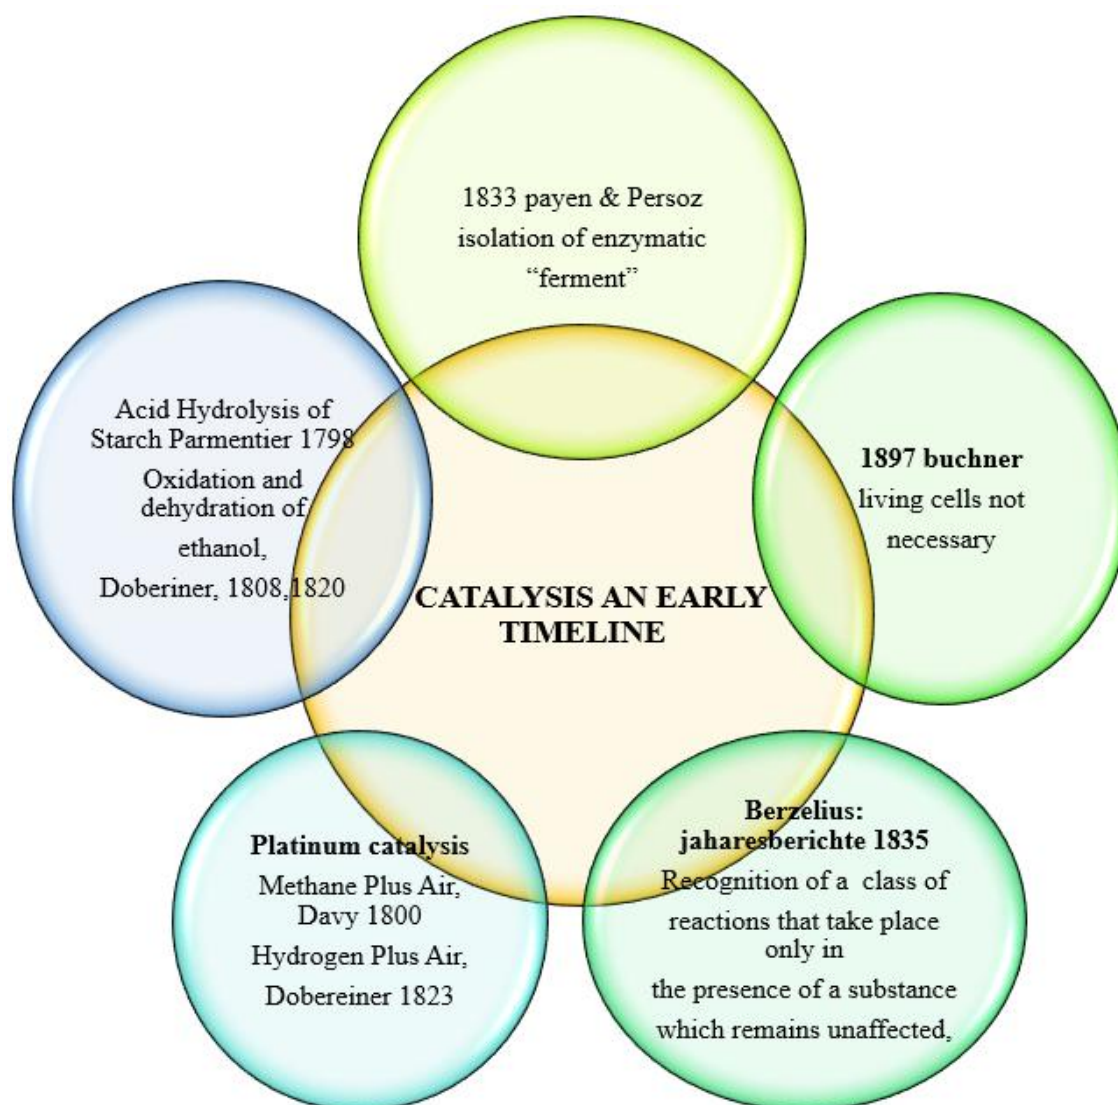 1833 payen & Persoz
isolation of enzymatic
“ferment”
Acid Hydrolysis of
Starch Parmentier 1798
Oxidation and
dehydration of
ethanol,
Doberiner, 1808,1820
1897 buchner
living cells not
necessary
CATALYSIS AN EARLY
TIMELINE
Platinum catalysis
Methane Plus Air,
Davy 1800
Hydrogen Plus Air,
Dobereiner 1823
Berzelius:
jaharesberichte 1835
Recognition of a class of
reactions that take place
only in
the presence of a substance
which remains unaffected,